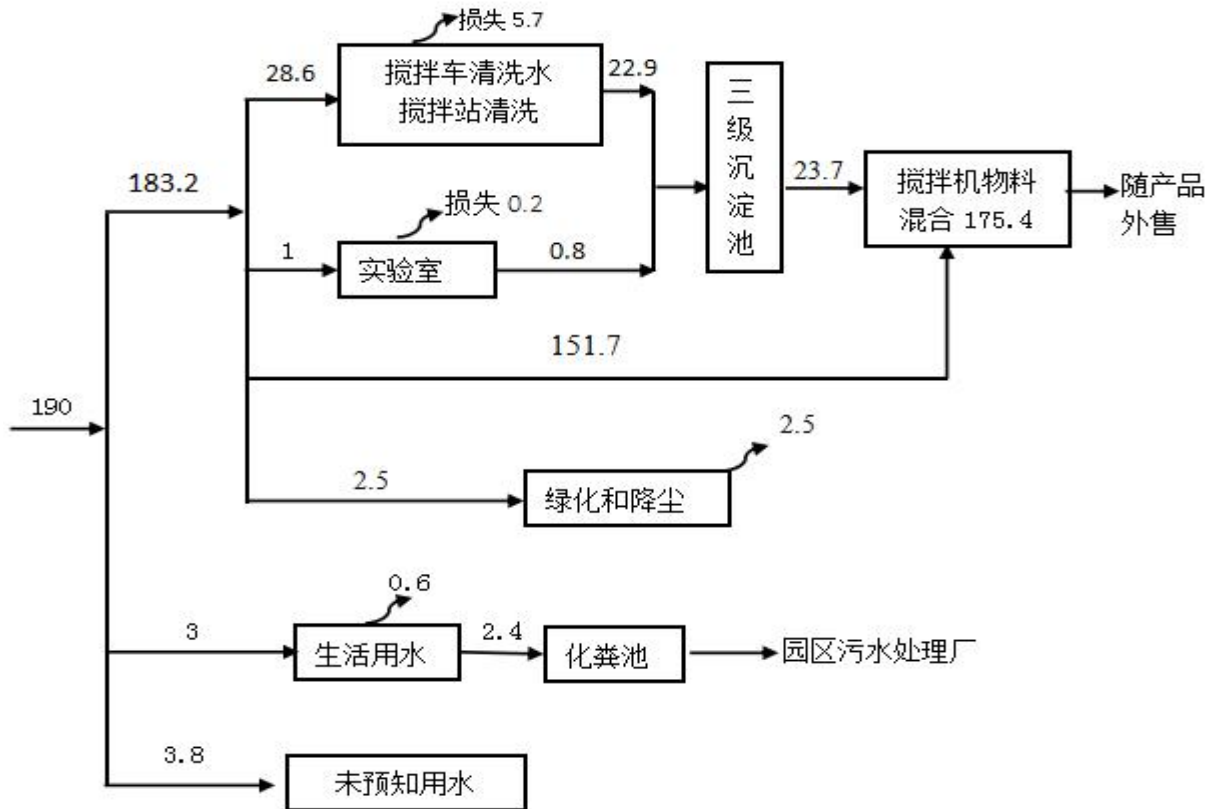 损失 5.7
28.6
搅拌车清洗水
搅拌站清洗
22.9
三级沉淀池
23.7
搅拌机物料
混合 175.4
随产品
外售
183.2
损失 0.2
1
实验室
0.8
151.7
190
2.5
2.5
绿化和降尘
0.6
3
生活用水
2.4
化粪池
园区污水处理厂
3.8
未预知用水